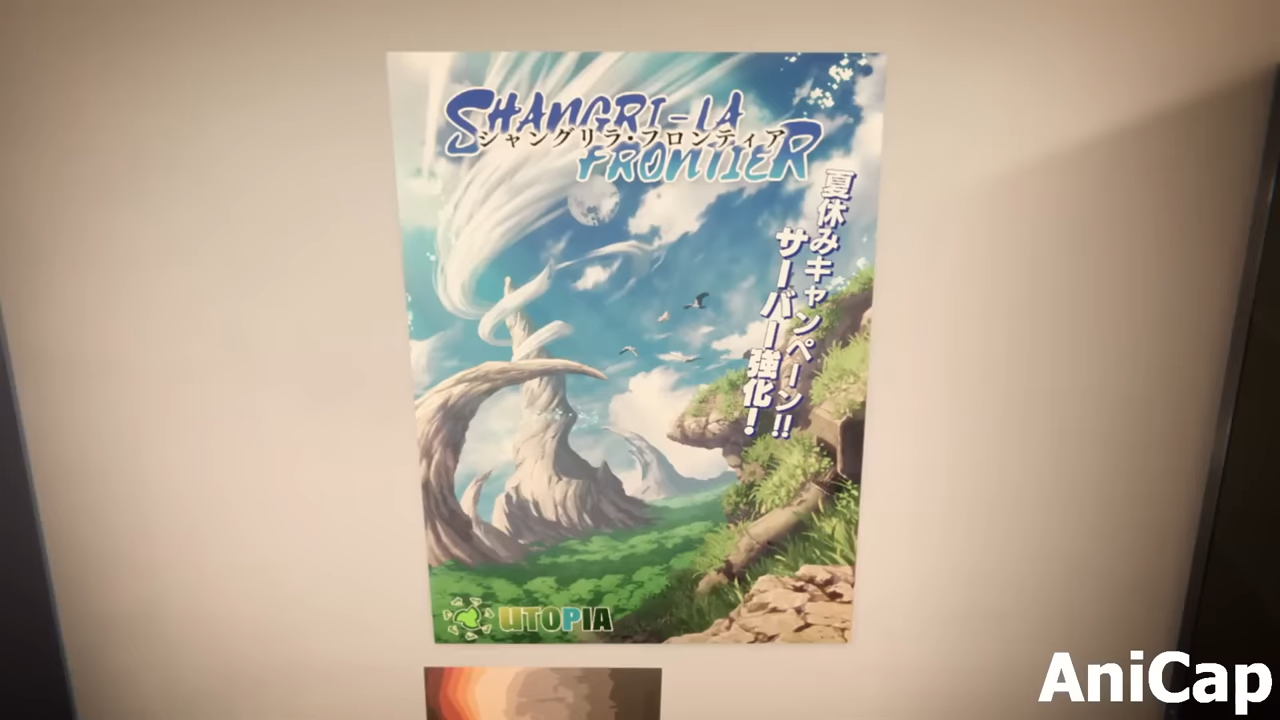 SHANGRI-LA
シャングリラ・フロンティア
FRONTIER
夏休みキャンペーン!!
サーバー強化!
UTOPIA
AniCap